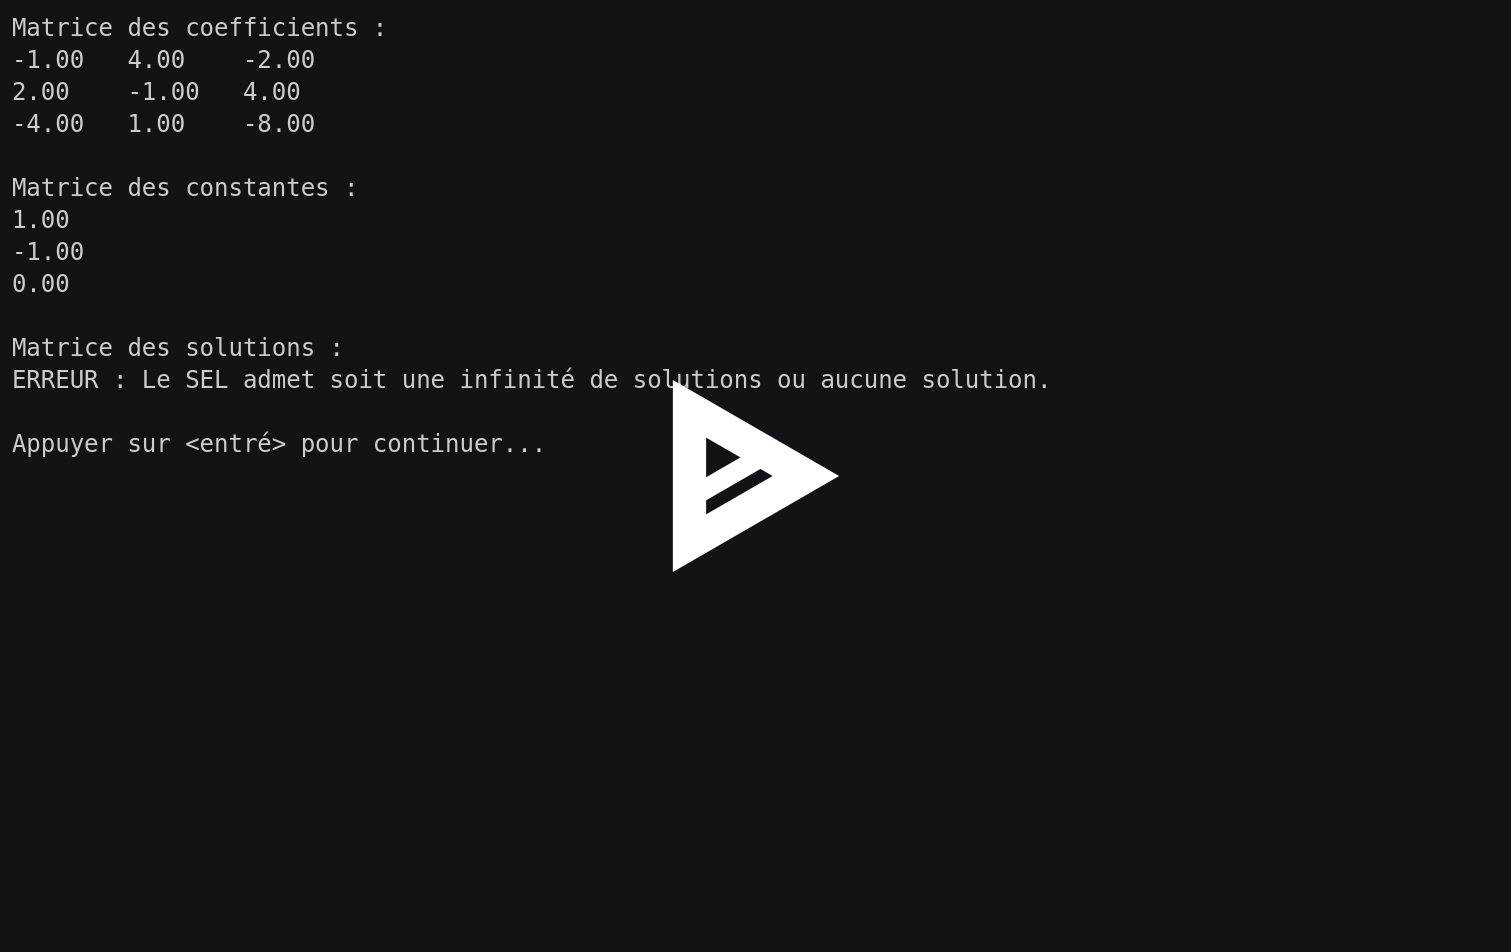 Matrice des coefficients :
-1.00   4.00    -2.00
2.00    -1.00   4.00
-4.00   1.00    -8.00

Matrice des constantes :
1.00
-1.00
0.00

Matrice des solutions :
ERREUR : Le SEL admet soit une infinité de solutions ou aucune solution.

Appuyer sur <entré> pour continuer...